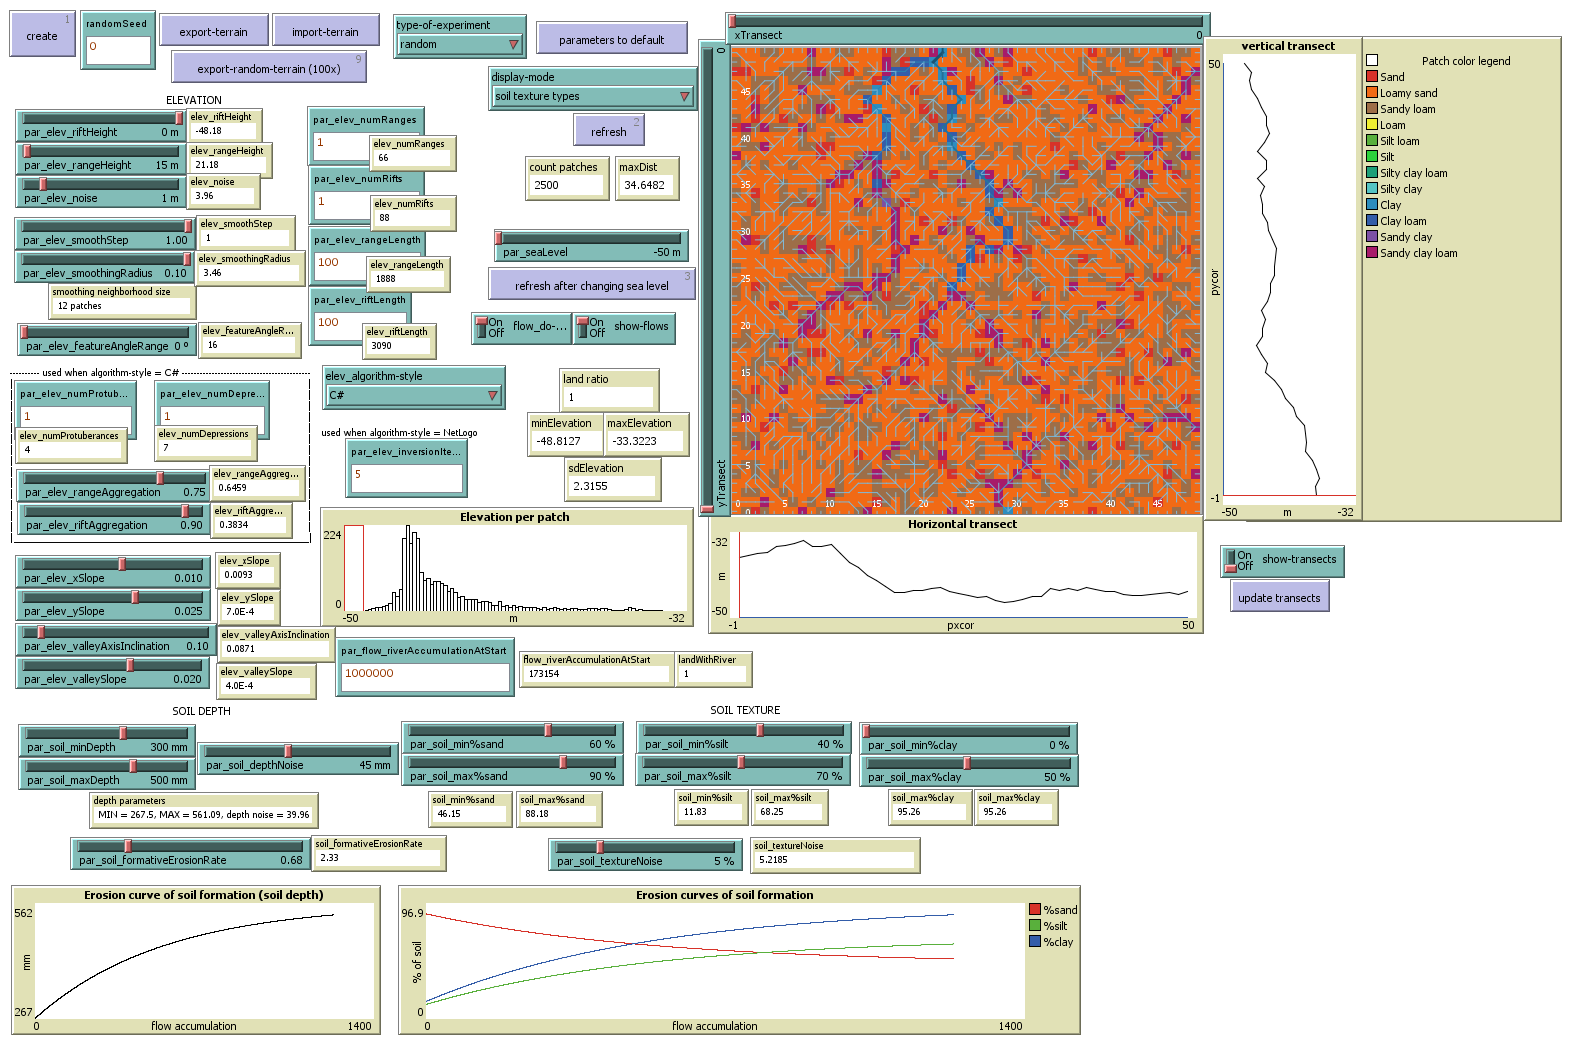 create
1
randomSeed
0
export-terrain
import-terrain
export-random-terrain (100x)
9
type-of-experiment
random
parameters to default
display-mode
soil texture types
refresh
2
ELEVATION
par_elev_riftHeight 0 m
elev_riftHeight
-48.18
par_elev_rangeHeight 15 m
elev_rangeHeight
21.18
par_elev_noise 1 m
elev_noise
3.96
par_elev_smoothStep 1.00
elev_smoothStep
1
par_elev_smoothingRadius 0.10
elev_smoothingRadius
3.46
smoothing neighborhood size
12 patches
par_elev_featureAngleRange 0 º
elev_featureAngleR...
16
par_elev_numRanges
1
elev_numRanges
66
par_elev_numRifts
1
elev_numRifts
88
par_elev_rangeLength
100
elev_rangeLength
1888
par_elev_riftLength
100
elev_riftLength
3090
count patches
2500
maxDist
34.6482
par_seaLevel -50 m
refresh after changing sea level
3
On
Off
flow_do-...
On
Off
show-flows
used when algorithm-style = C#
par_elev_numProtub...
1
elev_numProtuberances
4
par_elev_numDepre...
1
elev_numDepressions
7
par_elev_rangeAggregation 0.75
elev_rangeAggreg...
0.6459
par_elev_riftAggregation 0.90
elev_riftAggre...
0.3834
elev_algorithm-style
C#
used when algorithm-style = NetLogo
par_elev_inversionIte...
5
land ratio
1
minElevation
-48.8127
maxElevation
-33.3223
sdElevation
2.3155
Elevation per patch
224
0
-50
m
-32
par_elev_xSlope 0.010
elev_xSlope
0.0093
par_elev_ySlope 0.025
elev_ySlope
7.0E-4
par_elev_valleyAxisInclination 0.10
elev_valleyAxisInclination
0.0871
par_elev_valleySlope 0.020
elev_valleySlope
4.0E-4
par_flow_riverAccumulationAtStart
1000000
flow_riverAccumulationAtStart
173154
landWithRiver
1
xTransect 0
yTransect
0
45
40
35
30
25
20
15
10
5
0
0 5 10 15 20 25 30 35 40 45
vertical transect
50
pycor
-1
-50
m
-32
Patch color legend
Sand
Loamy sand
Sandy loam
Loam
Silt loam
Silt
Silty clay loam
Silty clay
Clay
Clay loam
Sandy clay
Sandy clay loam
Horizontal transect
-32
m
-50
-1
pxcor
50
On
Off
show-transects
update transects
SOIL DEPTH
par_soil_minDepth 300 mm
par_soil_maxDepth 500 mm
par_soil_depthNoise 45 mm
depth parameters
MIN = 267.5, MAX = 561.09, depth noise = 39.96
par_soil_formativeErosionRate 0.68
soil_formativeErosionRate
2.33
SOIL TEXTURE
par_soil_min%sand 60 %
par_soil_max%sand 90 %
soil_min%sand
46.15
soil_max%sand
88.18
par_soil_min%silt 40 %
par_soil_max%silt 70 %
soil_min%silt
11.83
soil_max%silt
68.25
par_soil_min%clay 0 %
par_soil_max%clay 50 %
soil_max%clay
95.26
soil_max%clay
95.26
par_soil_textureNoise 5 %
soil_textureNoise
5.2185
Erosion curve of soil formation (soil depth)
562
mm
267
0
flow accumulation
1400
Erosion curves of soil formation
96.9
% of soil
0
0
flow accumulation
1400
%sand
%silt
%clay